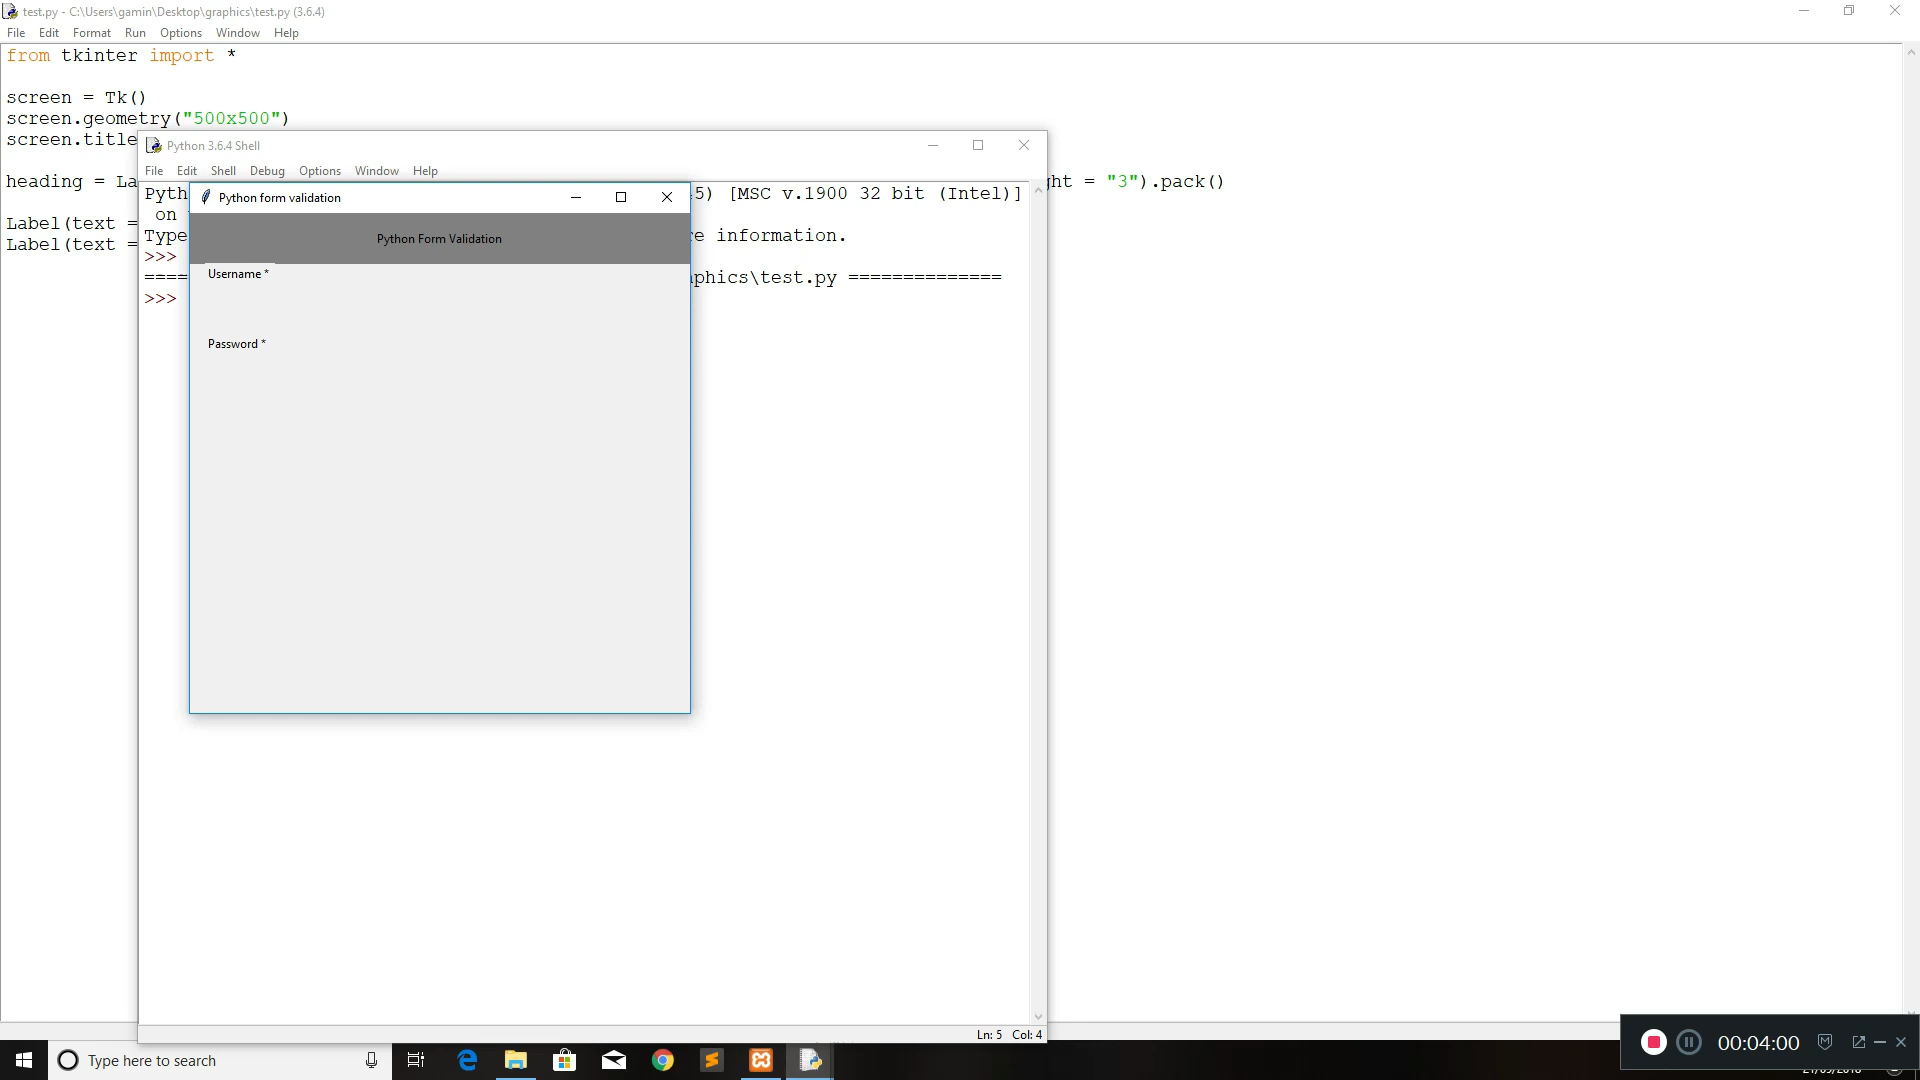 test.py - C:\Users\gamin\Desktop\graphics\test.py (3.6.4)
File Edit Format Run Options Window Help
from tkinter import *
screen = Tk()
screen.geometry("500x500")
screen.title
Python 3.6.4 Shell
File Edit Shell Debug Options Window Help
heading = La
ght = "3").pack()
Pyth
5) [MSC v.1900 32 bit (Intel)]
on
Python form validation
Label(text =
Label(text =
Type
e information.
Python Form Validation
>>>
====
graphics\test.py ==============
>>>
Username *
Password *
Ln: 5 Col: 4
Type here to search
00:04:00